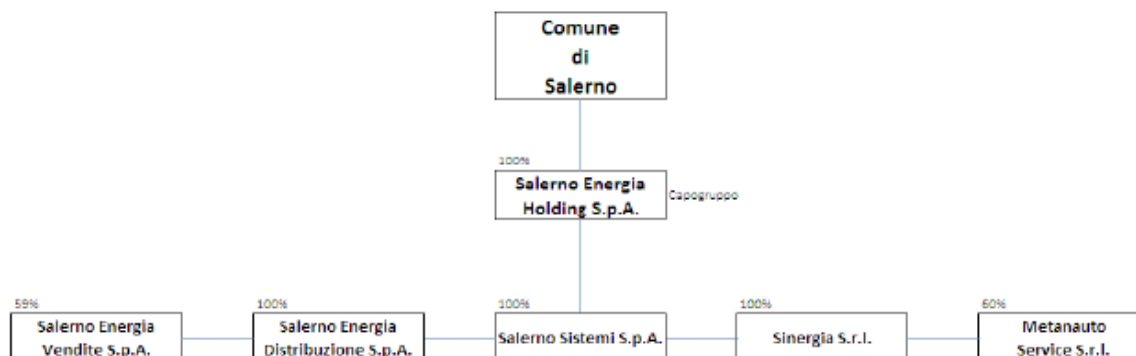 Comune
di
Salerno
100%
Salerno Energia
Holding S.p.A.
Capogruppo
59%
100%
100%
100%
60%
Salerno Energia
Vendite S.p.A.
Salerno Energia
Distribuzione S.p.A.
Salerno Sistemi S.p.A.
Sinergia S.r.l.
Metanauto
Service S.r.l.